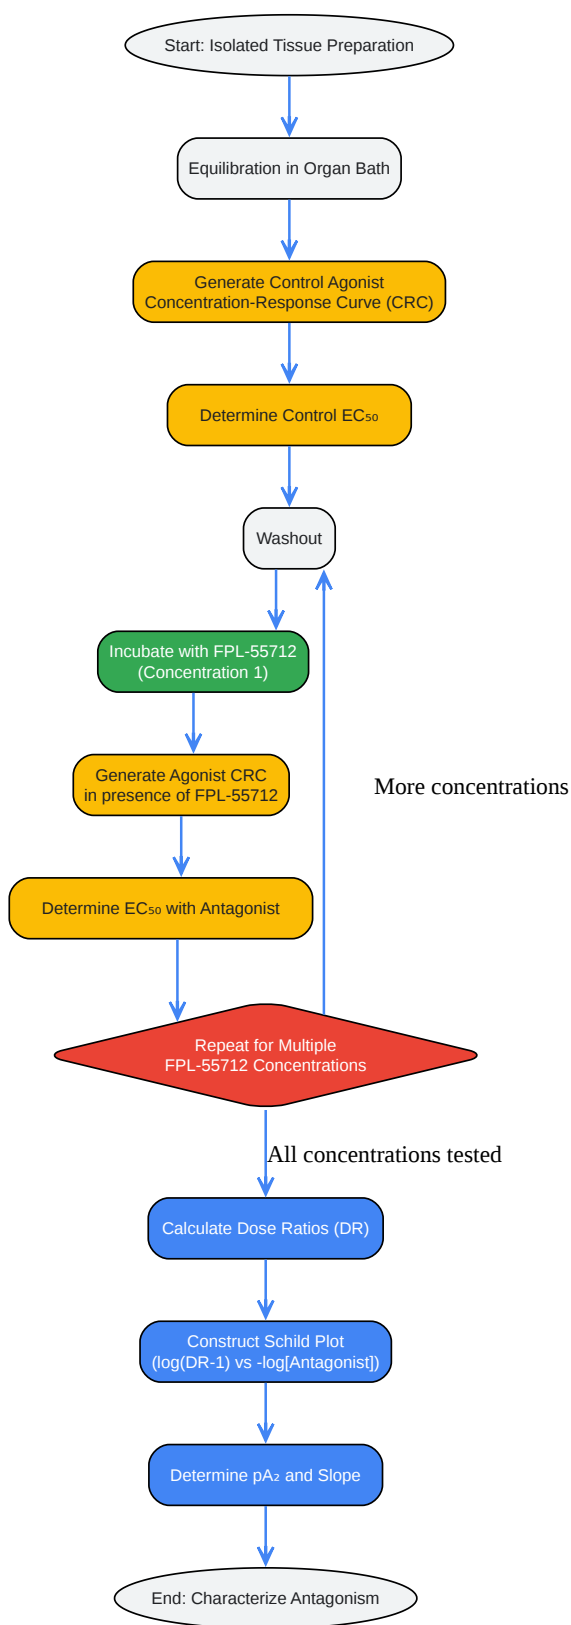 Start: Isolated Tissue Preparation
Equilibration in Organ Bath
Generate Control Agonist
Concentration-Response Curve (CRC)
Determine Control EC₅₀
Washout
Incubate with FPL-55712
(Concentration 1)
Generate Agonist CRC
in presence of FPL-55712
More concentrations
Determine EC₅₀ with Antagonist
Repeat for Multiple
FPL-55712 Concentrations
All concentrations tested
Calculate Dose Ratios (DR)
Construct Schild Plot
(log(DR-1) vs -log[Antagonist])
Determine pA₂ and Slope
End: Characterize Antagonism